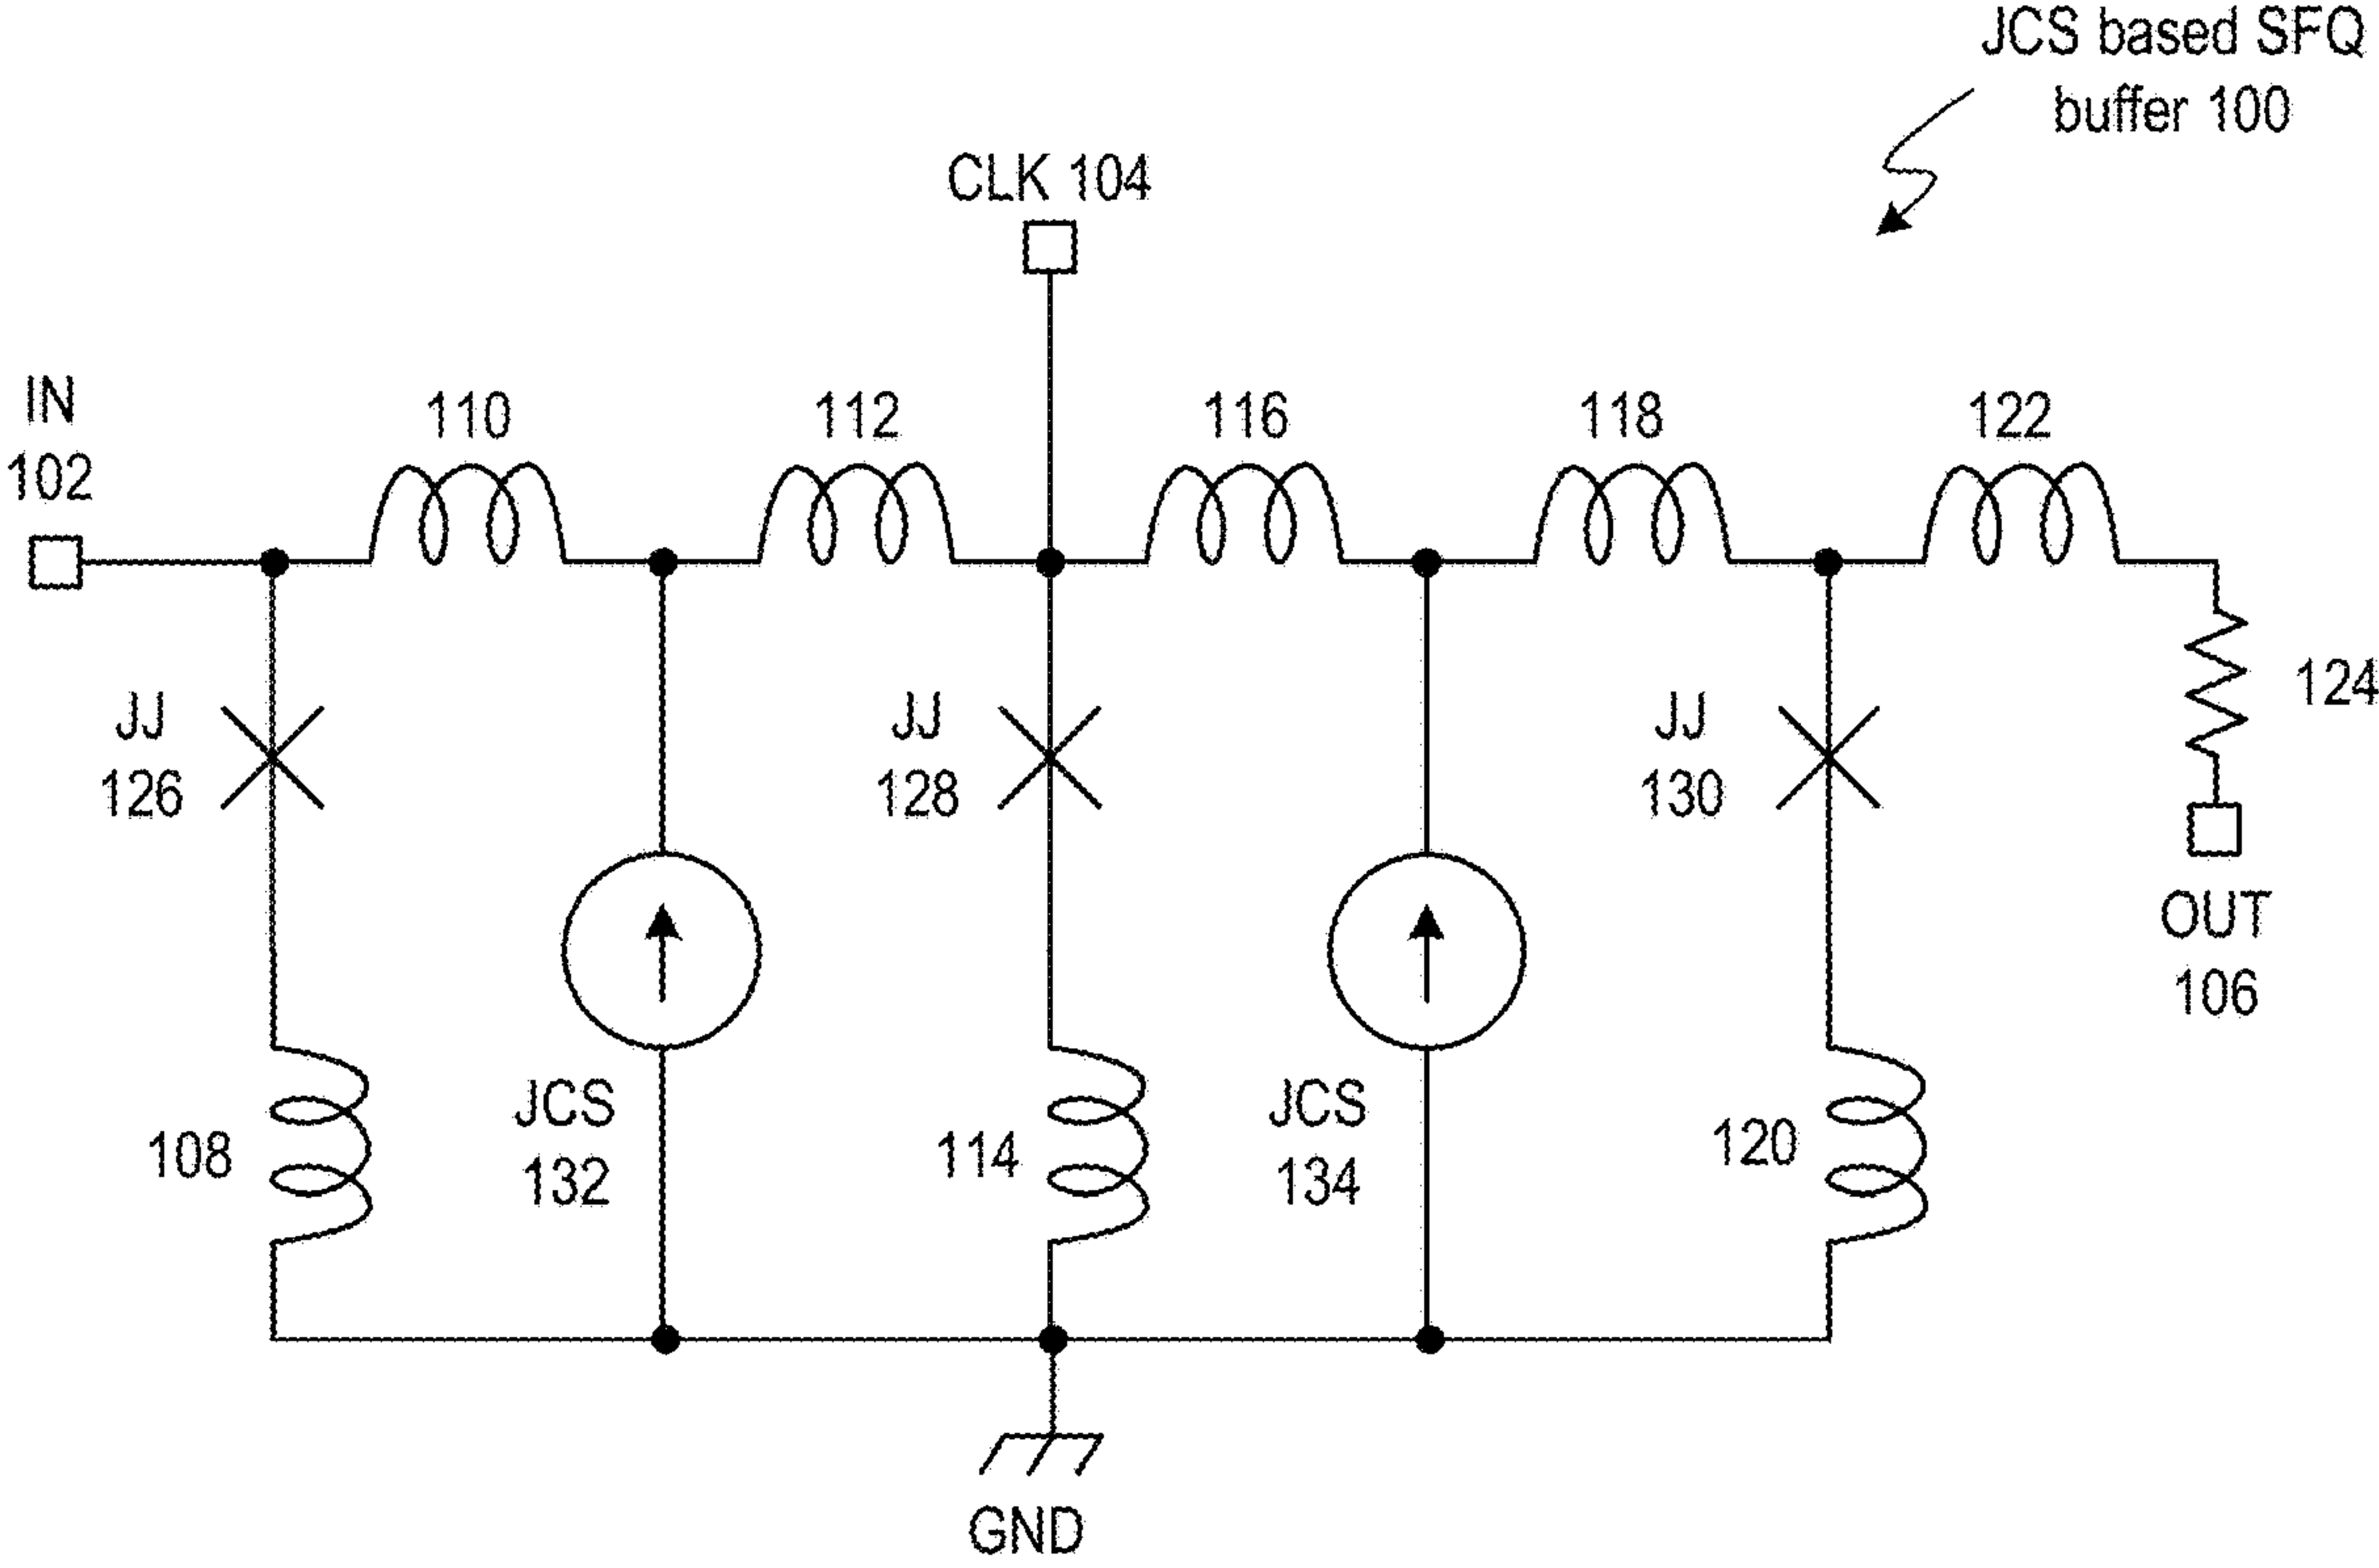 JCS based SFQ
buffer 100
CLK 104
IN
102
110
112
116
118
122
JJ
126
JJ
128
JJ
130
124
OUT
106
108
JCS
132
114
JCS
134
120
GND